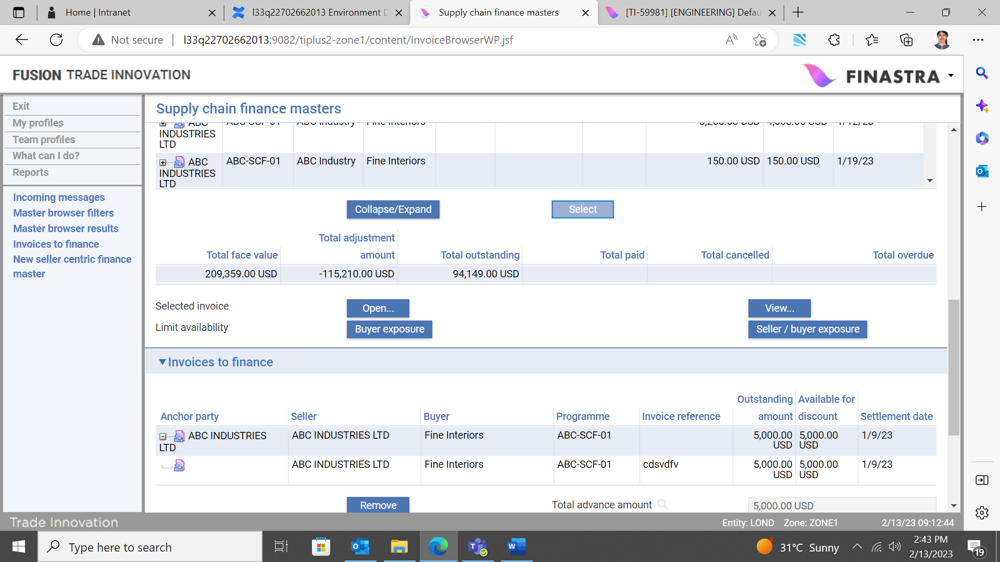 Home | Intranet
l33q22702662013 Environment D
Supply chain finance masters
[TI-59981] [ENGINEERING] Defau
Not secure
l33q22702662013:9082/tiplus2-zone1/content/InvoiceBrowserWP.jsf
FUSION TRADE INNOVATION
FINASTRA
Exit
My profiles
Team profiles
What can I do?
Reports
Incoming messages
Master browser filters
Master browser results
Invoices to finance
New seller centric finance
master
Supply chain finance masters
ABC ABC-SCF-01 ABC Industry Fine Interiors
INDUSTRIES
LTD
ABC ABC-SCF-01 ABC Industry Fine Interiors 150.00 USD 150.00 USD 1/19/23
INDUSTRIES
LTD
Collapse/Expand Select
Total adjustment
Total face value amount Total outstanding Total paid Total cancelled Total overdue
209,359.00 USD -115,210.00 USD 94,149.00 USD
Selected invoice Open... View...
Limit availability Buyer exposure Seller / buyer exposure
Invoices to finance
Outstanding Available for
Anchor party Seller Buyer Programme Invoice reference amount discount Settlement date
ABC INDUSTRIES ABC INDUSTRIES LTD Fine Interiors ABC-SCF-01 5,000.00 5,000.00 1/9/23
LTD USD USD
ABC INDUSTRIES LTD Fine Interiors ABC-SCF-01 cdsvdfv 5,000.00 5,000.00 1/9/23
USD USD
Remove Total advance amount 5,000.00 USD
Trade Innovation Entity: LOND Zone: ZONE1 2/13/23 09:12:44
Type here to search
31°C Sunny
2:43 PM
2/13/2023
19